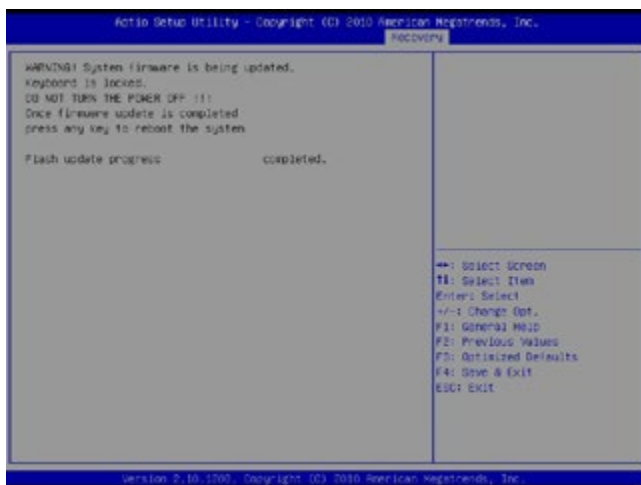 Aptio Setup Utility - Copyright (C) 2010 American Megatrends, Inc.
Recovery
WARNING! System firmware is being updated.
Keyboard is locked.
DO NOT TURN THE POWER OFF !!!
Once firmware update is completed
press any key to reboot the system
Flash update progress completed.
↔: Select Screen
↑↓: Select Item
Enter: Select
+/-: Change Opt.
F1: General Help
F2: Previous Values
F3: Optimized Defaults
F4: Save & Exit
ESC: Exit
Version 2.10.1200. Copyright (C) 2010 American Megatrends, Inc.